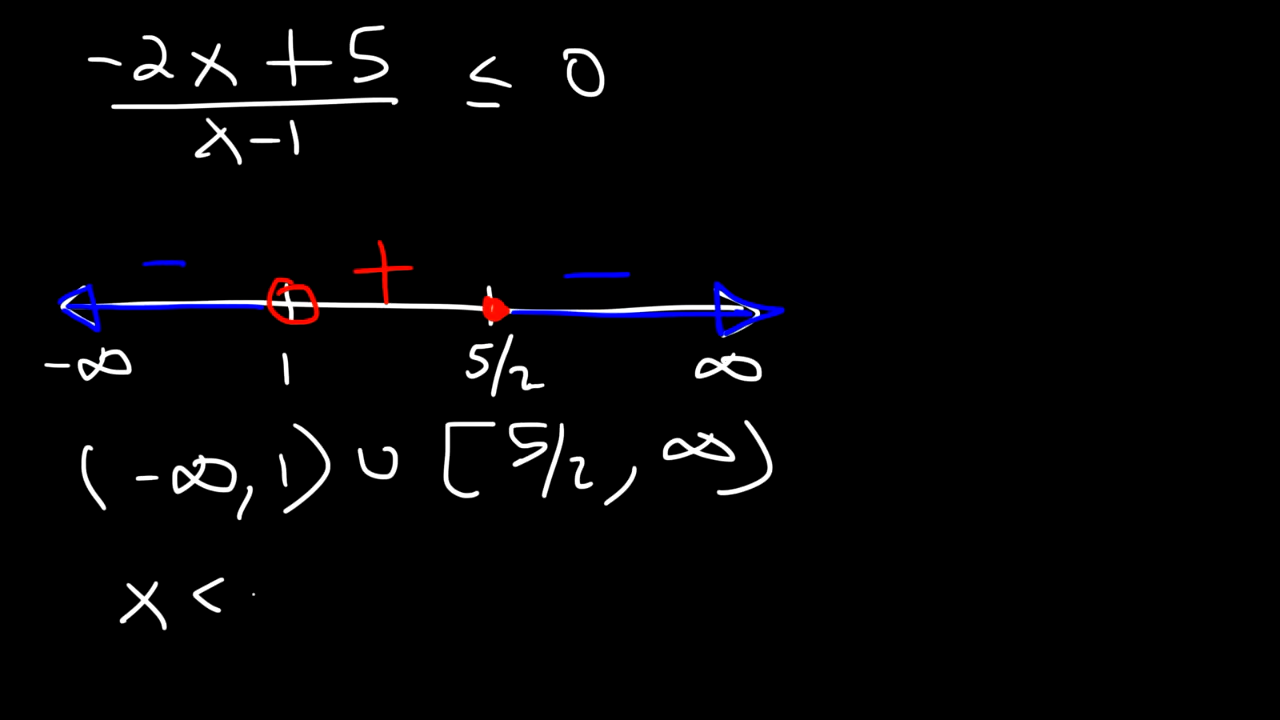 -2x + 5
x - 1
≤ 0
- + -
-∞ 1 5/2 ∞
(-∞, 1) ∪ [5/2, ∞)
x <